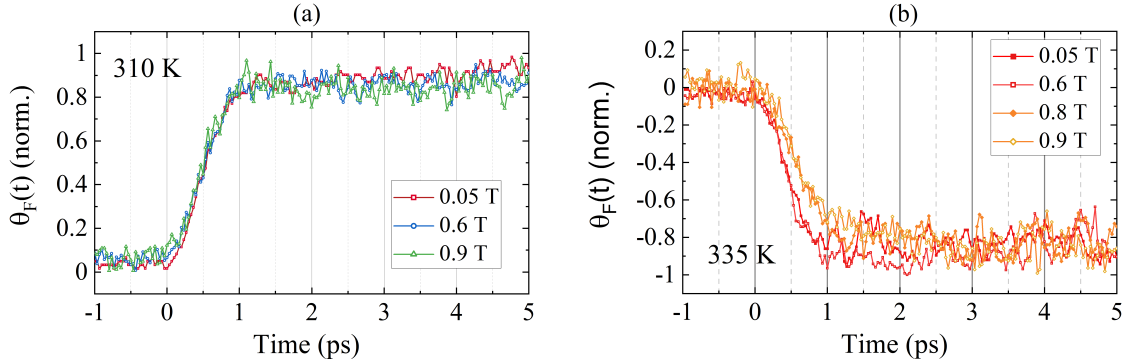 (a)
310 K
θ_F(t) (norm.)
1
0.8
0.6
0.4
0.2
0
0.05 T
0.6 T
0.9 T
-1 0 1 2 3 4 5
Time (ps)
(b)
335 K
θ_F(t) (norm.)
0.2
0
-0.2
-0.4
-0.6
-0.8
-1
0.05 T
0.6 T
0.8 T
0.9 T
-1 0 1 2 3 4 5
Time (ps)